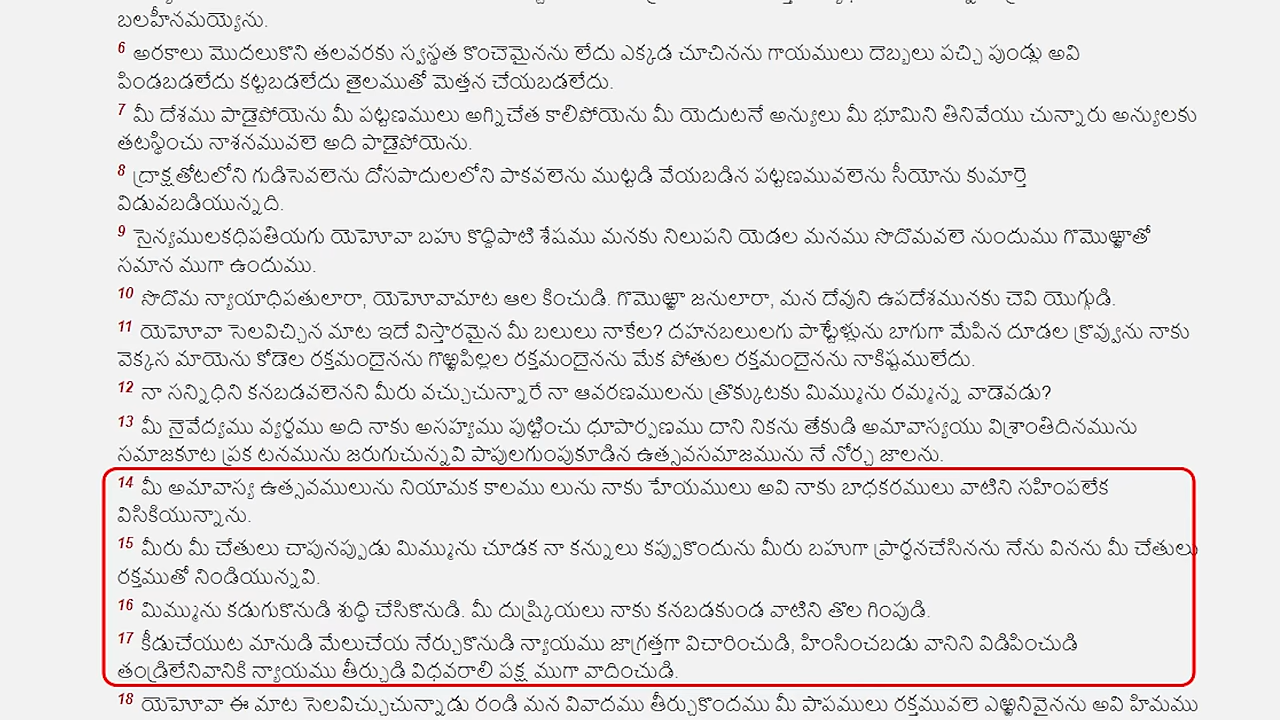 బలహీనమయ్యెను.
6 అరకాలు మొదలుకొని తలవరకు స్వస్థత కొంచెమైనను లేదు ఎక్కడ చూచినను గాయములు దెబ్బలు పచ్చి పుండ్లు అవి
పిండబడలేదు కట్టబడలేదు తైలముతో మెత్తన చేయబడలేదు.
7 మీ దేశము పాడైపోయెను మీ పట్టణములు అగ్నిచేత కాలిపోయెను మీ యెదుటనే అన్యులు మీ భూమిని తినివేయు చున్నారు అన్యులకు
తటస్థించు నాశనమువలె అది పాడైపోయెను.
8 ద్రాక్షతోటలోని గుడిసెవలెను దోసపాదులలోని పాకవలెను ముట్టడి వేయబడిన పట్టణమువలెను సీయోను కుమార్తె
విడువబడియున్నది.
9 సైన్యములకధిపతియగు యెహోవా బహు కొద్దిపాటి శేషము మనకు నిలుపని యెడల మనము సొదొమవలె నుందుము గొమొఱ్ఱాతో
సమాన ముగా ఉందుము.
10 సొదొమ న్యాయాధిపతులారా, యెహోవామాట ఆల కించుడి. గొమొఱ్ఱా జనులారా, మన దేవుని ఉపదేశమునకు చెవి యొగ్గుడి.
11 యెహోవా సెలవిచ్చిన మాట ఇదే విస్తారమైన మీ బలులు నాకేల? దహనబలులగు పాొట్టేళ్లును బాగుగా మేపిన దూడల క్రొవ్వును నాకు
వెక్కస మాయెను కోడెల రక్తమందైనను గొఱ్ఱపిల్లల రక్తమందైనను మేక పోతుల రక్తమందైనను నాకిష్టములేదు.
12 నా సన్నిధిని కనబడవలెనని మీరు వచ్చుచున్నారే నా ఆవరణములను త్రొక్కుటకు మిమ్మును రమ్మన్న వాడెవడు?
13 మీ నైవేద్యము వ్యర్థము అది నాకు అసహ్యము పుట్టించు ధూపార్పణము దాని నికను తేకుడి అమావాస్యయు విశ్రాంతిదినమును
సమాజకూట ప్రక టనమును జరుగుచున్నవి పాపులగుంపుకూడిన ఉత్సవసమాజమును నే నోర్చ జాలను.
14 మీ అమావాస్య ఉత్సవములును నియామక కాలము లును నాకు హేయములు అవి నాకు బాధకరములు వాటిని సహింపలేక
విసికియున్నాను.
15 మీరు మీ చేతులు చాపునప్పుడు మిమ్మును చూడక నా కన్నులు కప్పుకొందును మీరు బహుగా ప్రార్థనచేసినను నేను వినను మీ చేతులు
రక్తముతో నిండియున్నవి.
16 మిమ్మును కడుగుకొనుడి శుద్ధి చేసికొనుడి. మీ దుష్క్రియలు నాకు కనబడకుండ వాటిని తొల గింపుడి.
17 కీడుచేయుట మానుడి మేలుచేయ నేర్చుకొనుడి న్యాయము జాగ్రత్తగా విచారించుడి, హింసించబడు వానిని విడిపించుడి
తండ్రిలేనివానికి న్యాయము తీర్చుడి విధవరాలి పక్ష ముగా వాదించుడి.
18 యెహోవా ఈ మాట సెలవిచ్చుచున్నాడు రండి మన వివాదము తీర్చుకొందము మీ పాపములు రక్తమువలె ఎఱ్ఱనివైనను అవి హిమము